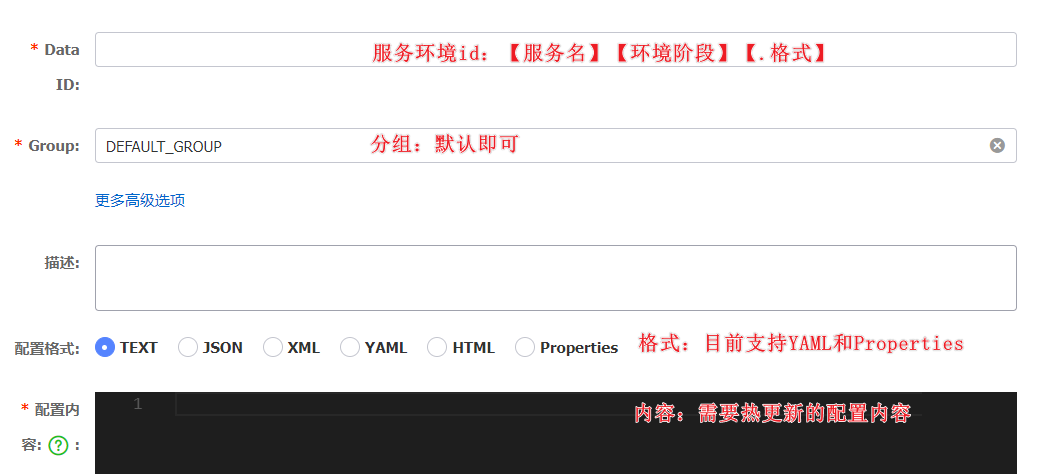 * Data ID:
服务环境id：【服务名】【环境阶段】【.格式】
* Group:
DEFAULT_GROUP
分组：默认即可
更多高级选项
描述:
配置格式:
TEXT JSON XML YAML HTML Properties
格式：目前支持YAML和Properties
* 配置内容: ? :
1
内容：需要热更新的配置内容